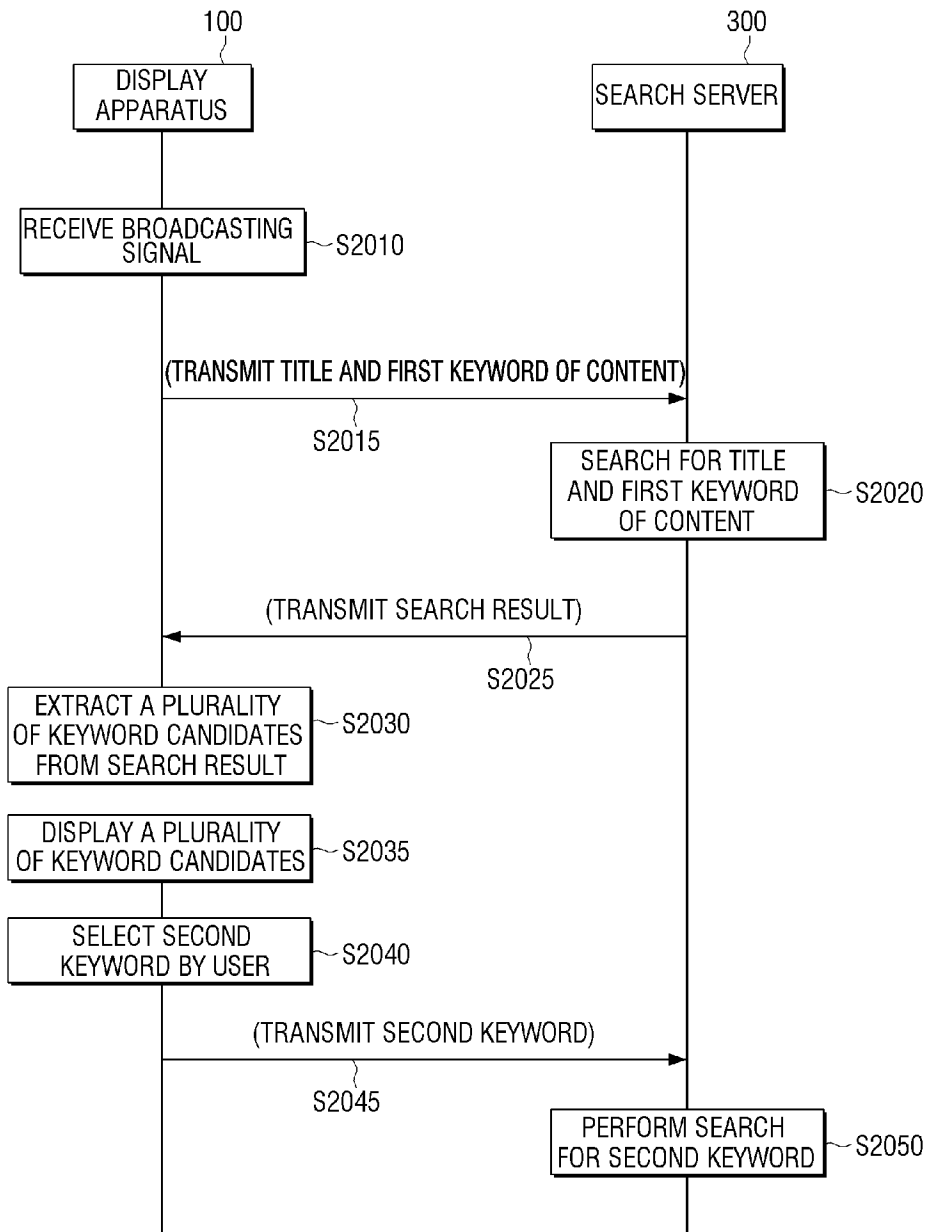 100
300
DISPLAY
APPARATUS
SEARCH SERVER
RECEIVE BROADCASTING
SIGNAL
S2010
(TRANSMIT TITLE AND FIRST KEYWORD OF CONTENT)
S2015
SEARCH FOR TITLE
AND FIRST KEYWORD
OF CONTENT
S2020
(TRANSMIT SEARCH RESULT)
S2025
EXTRACT A PLURALITY
OF KEYWORD CANDIDATES
FROM SEARCH RESULT
S2030
DISPLAY A PLURALITY
OF KEYWORD CANDIDATES
S2035
SELECT SECOND
KEYWORD BY USER
S2040
(TRANSMIT SECOND KEYWORD)
S2045
PERFORM SEARCH
FOR SECOND KEYWORD
S2050